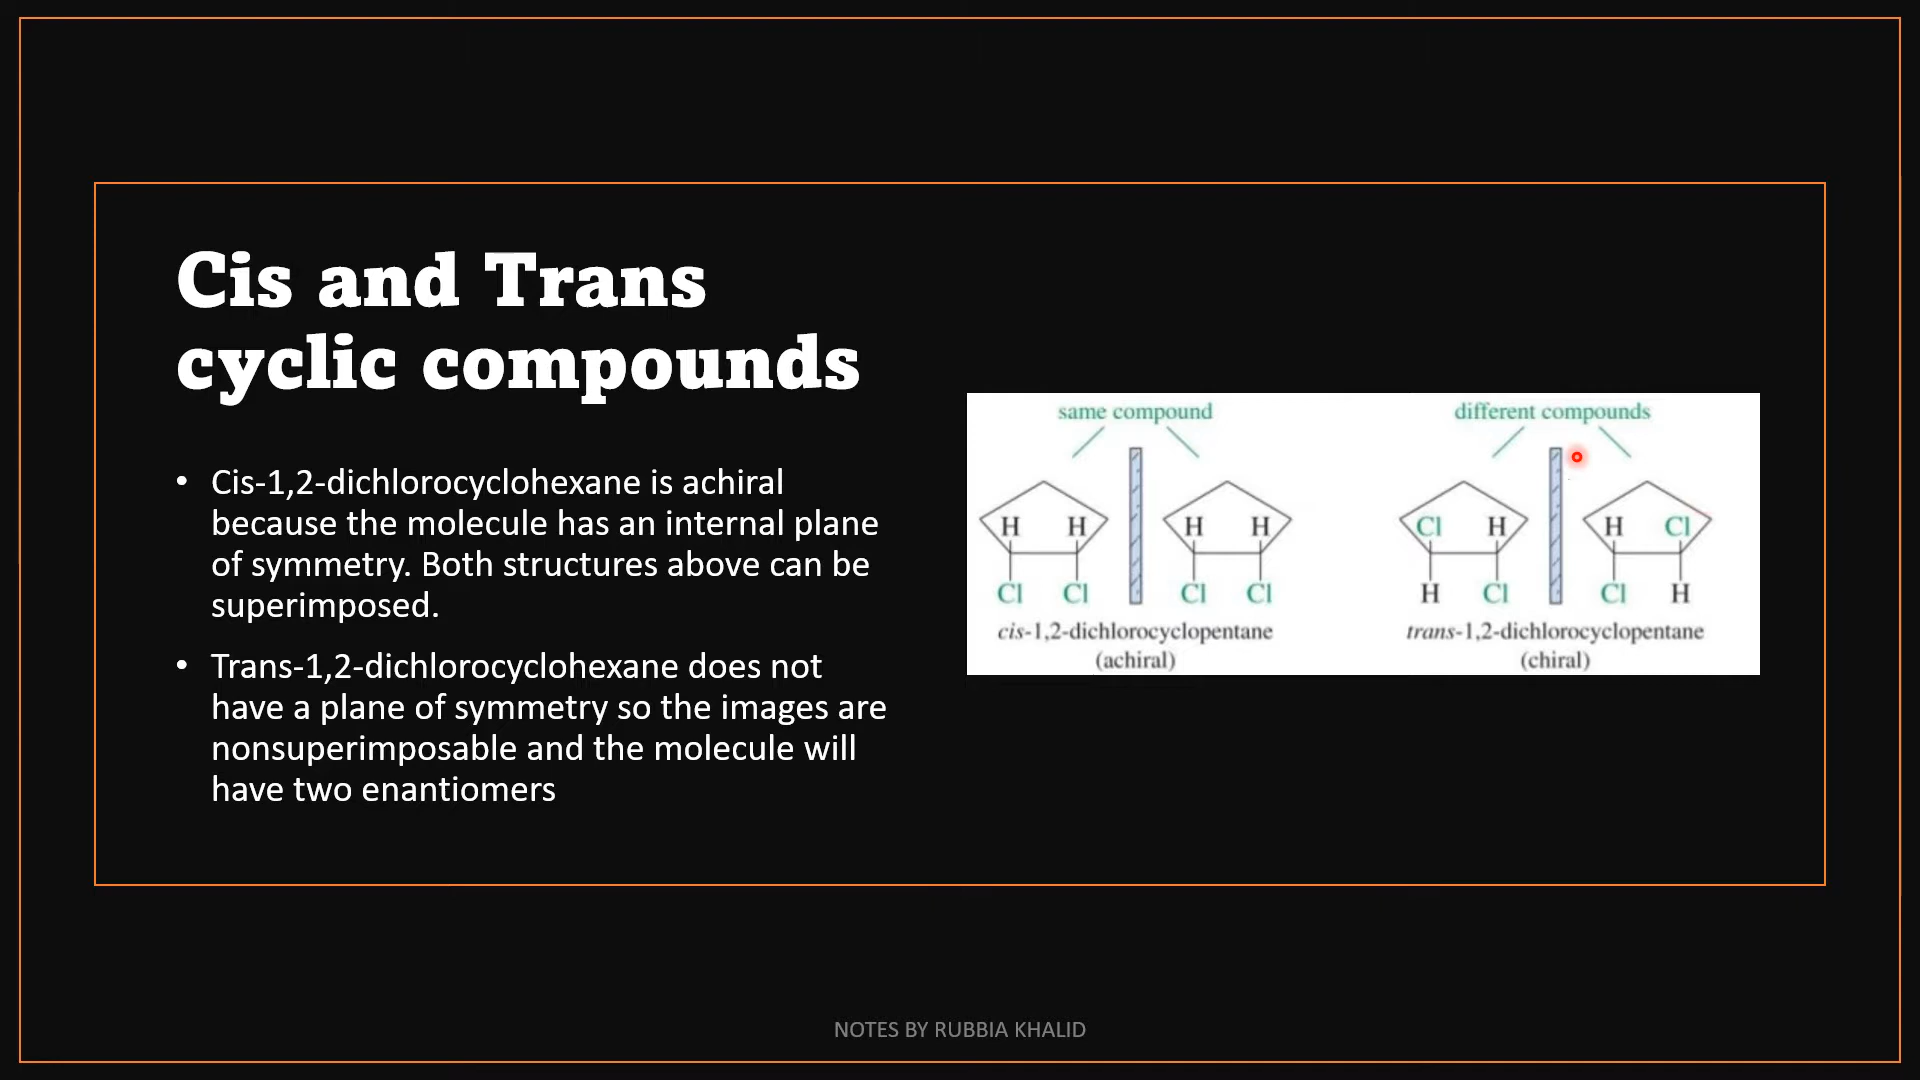 Cis and Trans
cyclic compounds
• Cis-1,2-dichlorocyclohexane is achiral
because the molecule has an internal plane
of symmetry. Both structures above can be
superimposed.
• Trans-1,2-dichlorocyclohexane does not
have a plane of symmetry so the images are
nonsuperimposable and the molecule will
have two enantiomers
same compound
H H H H
Cl Cl Cl Cl
cis-1,2-dichlorocyclopentane
(achiral)
different compounds
Cl H H Cl
H Cl Cl H
trans-1,2-dichlorocyclopentane
(chiral)
NOTES BY RUBBIA KHALID